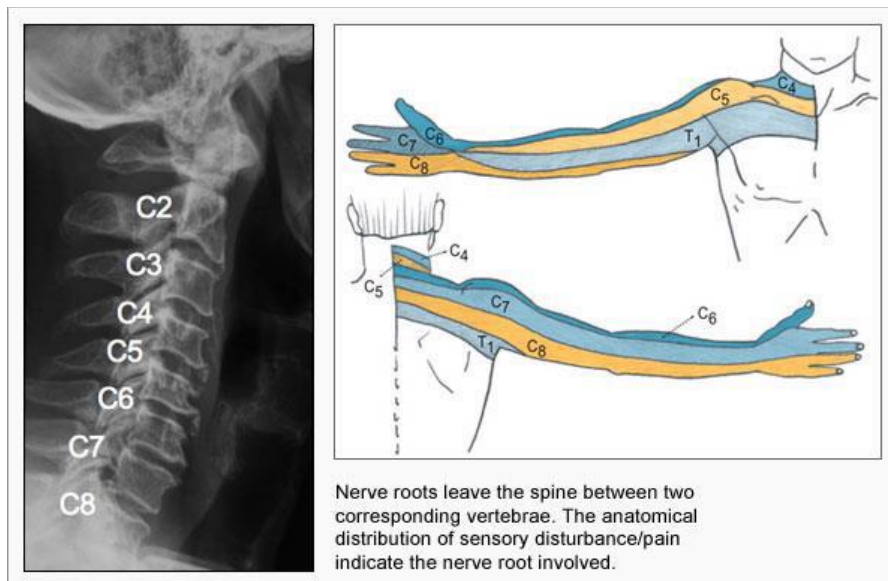 C2
C3
C4
C5
C6
C7
C8
C4
C5
T1
C6
C7
C8
C4
C5
C7
C6
T1
C8
Nerve roots leave the spine between two
corresponding vertebrae. The anatomical
distribution of sensory disturbance/pain
indicate the nerve root involved.